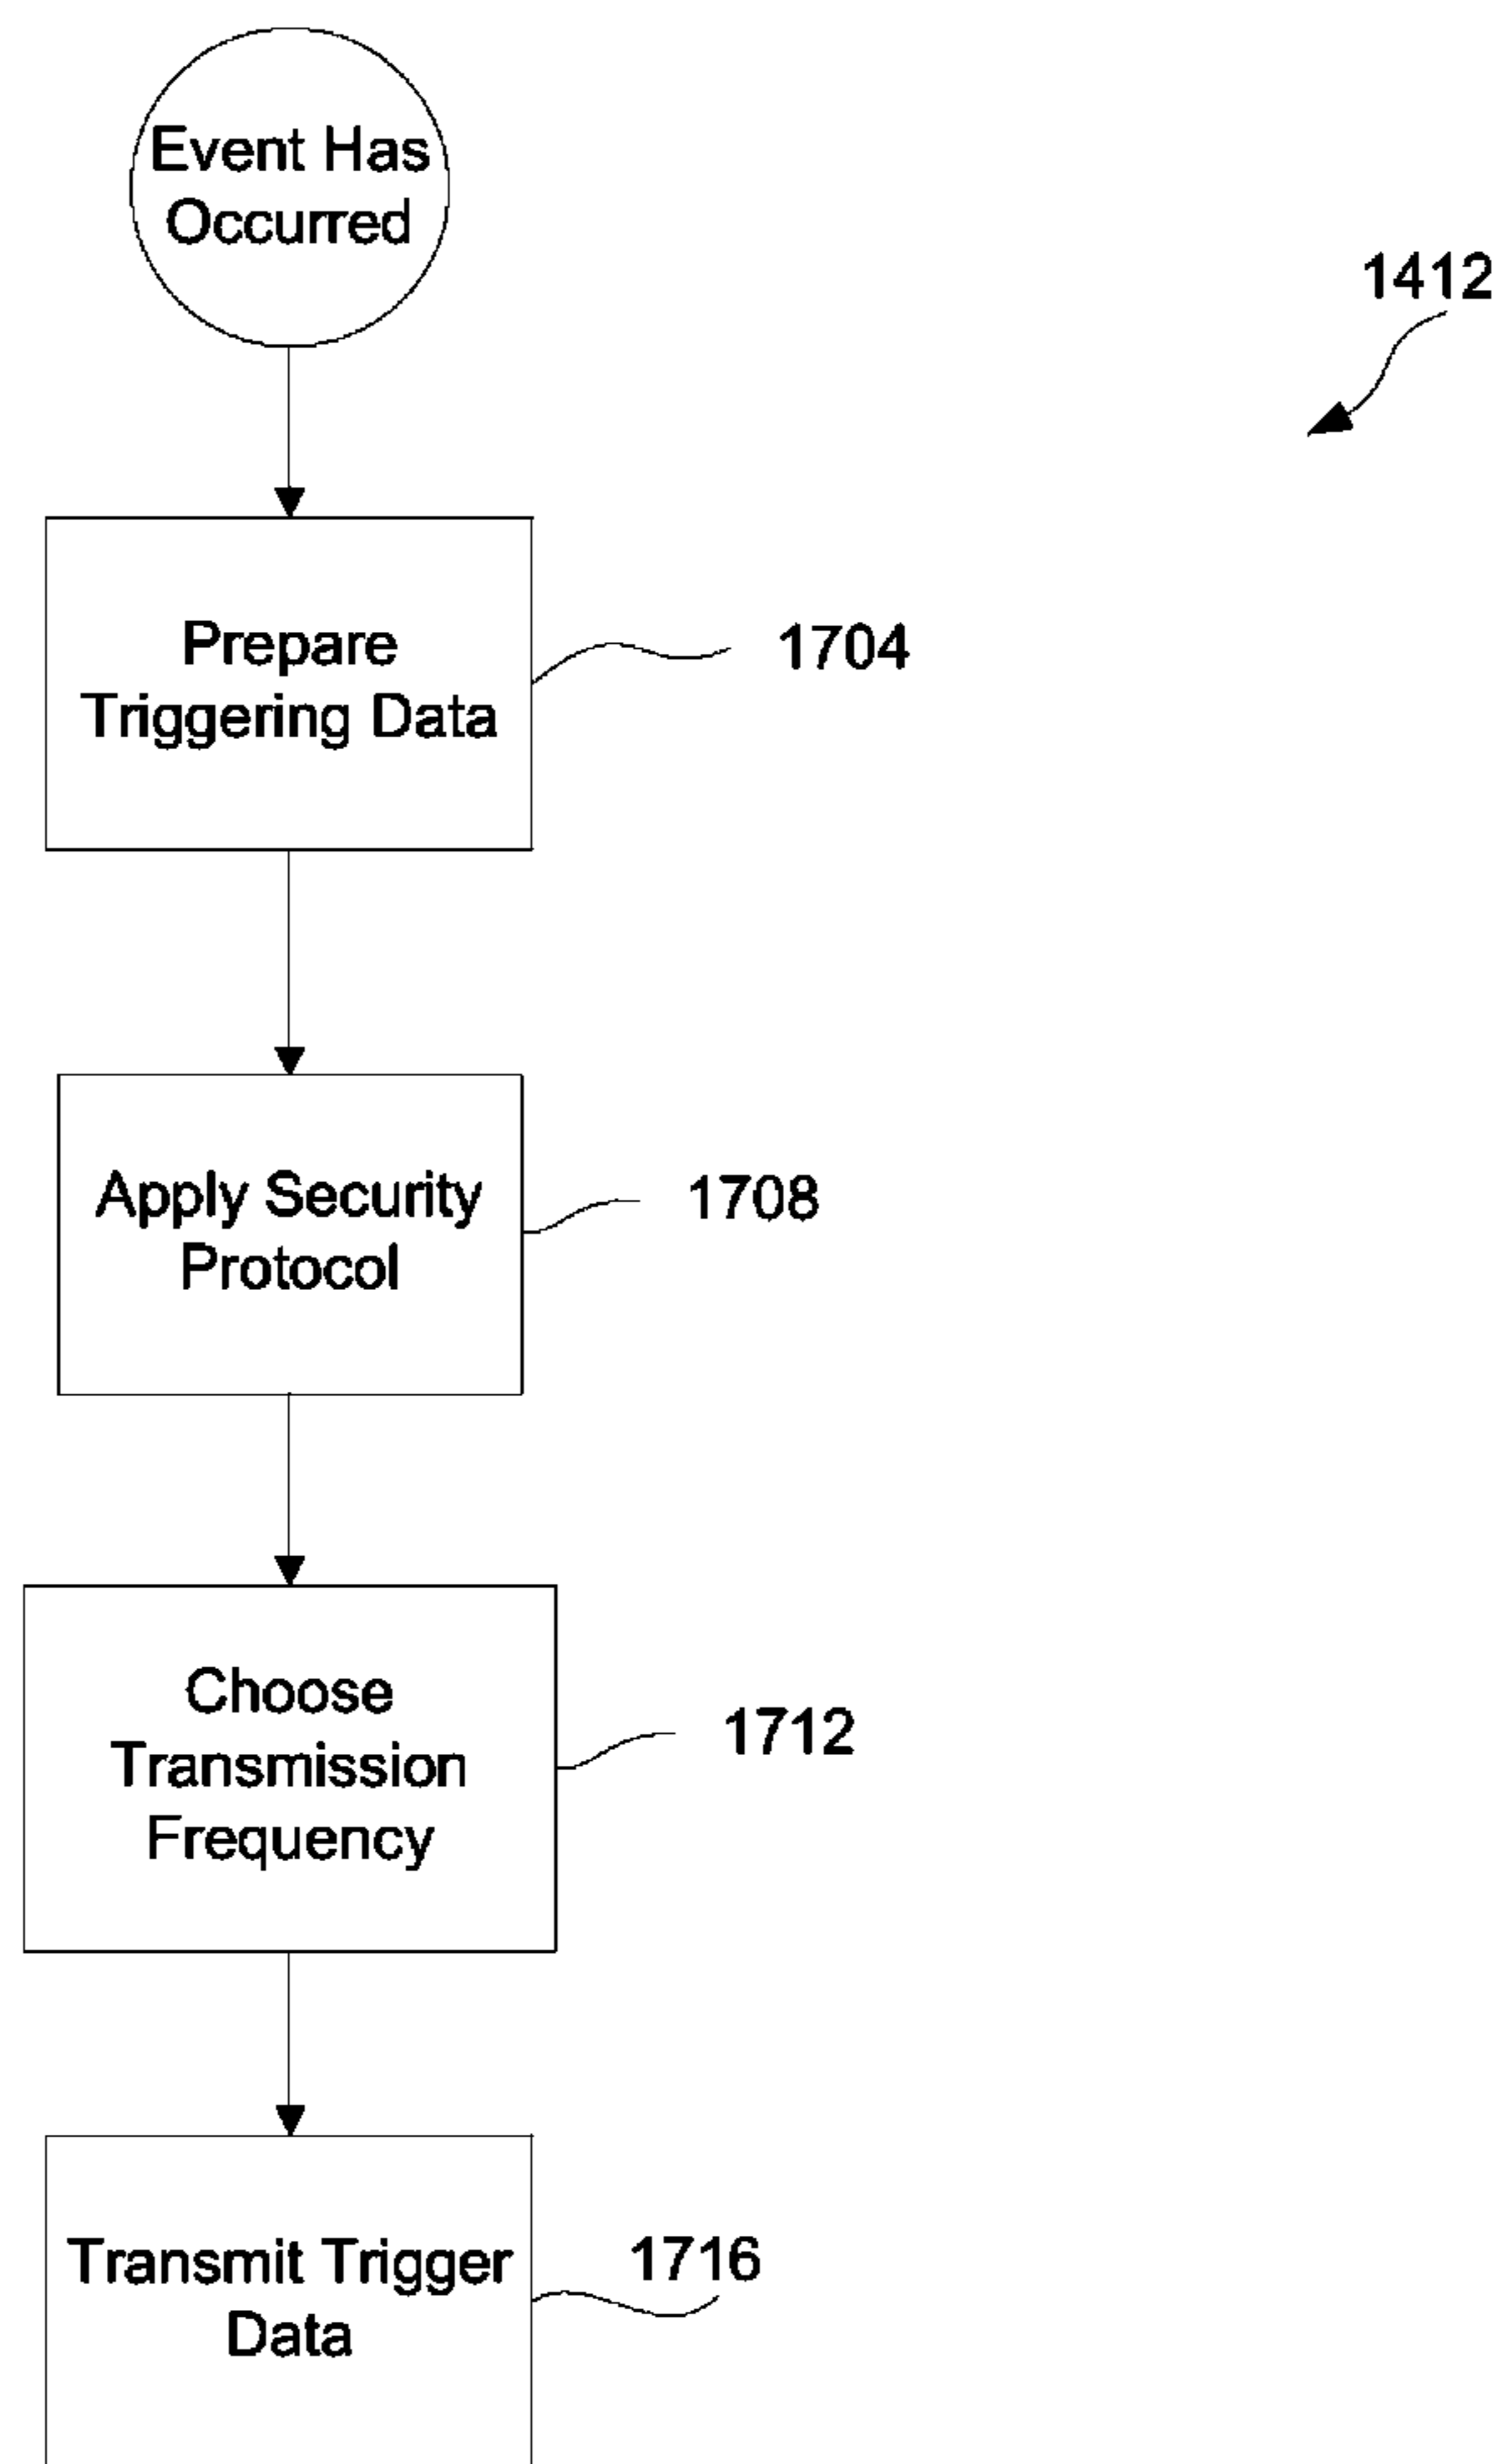 Event Has
Occurred
1412
Prepare
Triggering Data
1704
Apply Security
Protocol
1708
Choose
Transmission
Frequency
1712
Transmit Trigger
Data
1716